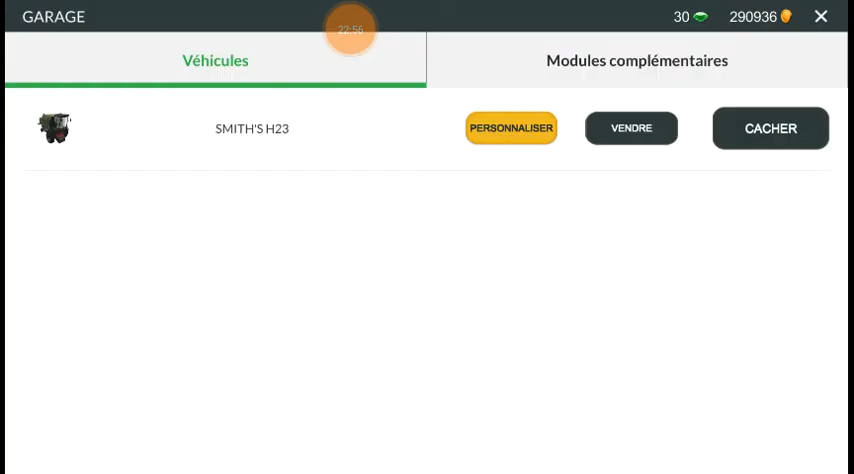 GARAGE
22:56
30
290936
Véhicules
Modules complémentaires
SMITH'S H23
PERSONNALISER
VENDRE
CACHER